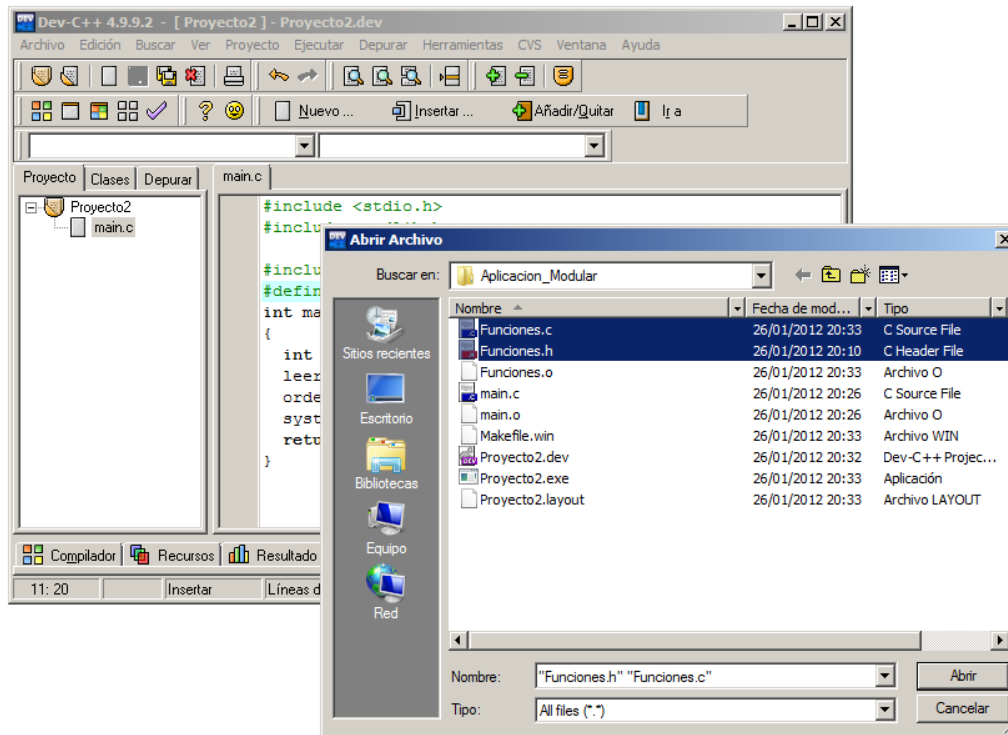 Dev-C++ 4.9.9.2 - [ Proyecto2 ] - Proyecto2.dev
Archivo Edición Buscar Ver Proyecto Ejecutar Depurar Herramientas CVS Ventana Ayuda
Nuevo ... Insertar ... Añadir/Quitar Ir a
Proyecto Clases Depurar main.c
Proyecto2
main.c
#include <stdio.h>
#inclu
#inclu
#defin
int ma
{
int
leer
orde
syst
retu
}
Compilador Recursos Resultado
11: 20 Insertar Líneas d
Abrir Archivo
Buscar en: Aplicacion_Modular
Sitios recientes
Escritorio
Bibliotecas
Equipo
Red
Nombre Fecha de mod... Tipo
Funciones.c 26/01/2012 20:33 C Source File
Funciones.h 26/01/2012 20:10 C Header File
Funciones.o 26/01/2012 20:33 Archivo O
main.c 26/01/2012 20:26 C Source File
main.o 26/01/2012 20:26 Archivo O
Makefile.win 26/01/2012 20:33 Archivo WIN
Proyecto2.dev 26/01/2012 20:32 Dev-C++ Projec...
Proyecto2.exe 26/01/2012 20:33 Aplicación
Proyecto2.layout 26/01/2012 20:33 Archivo LAYOUT
Nombre: "Funciones.h" "Funciones.c" Abrir
Tipo: All files (*.*) Cancelar